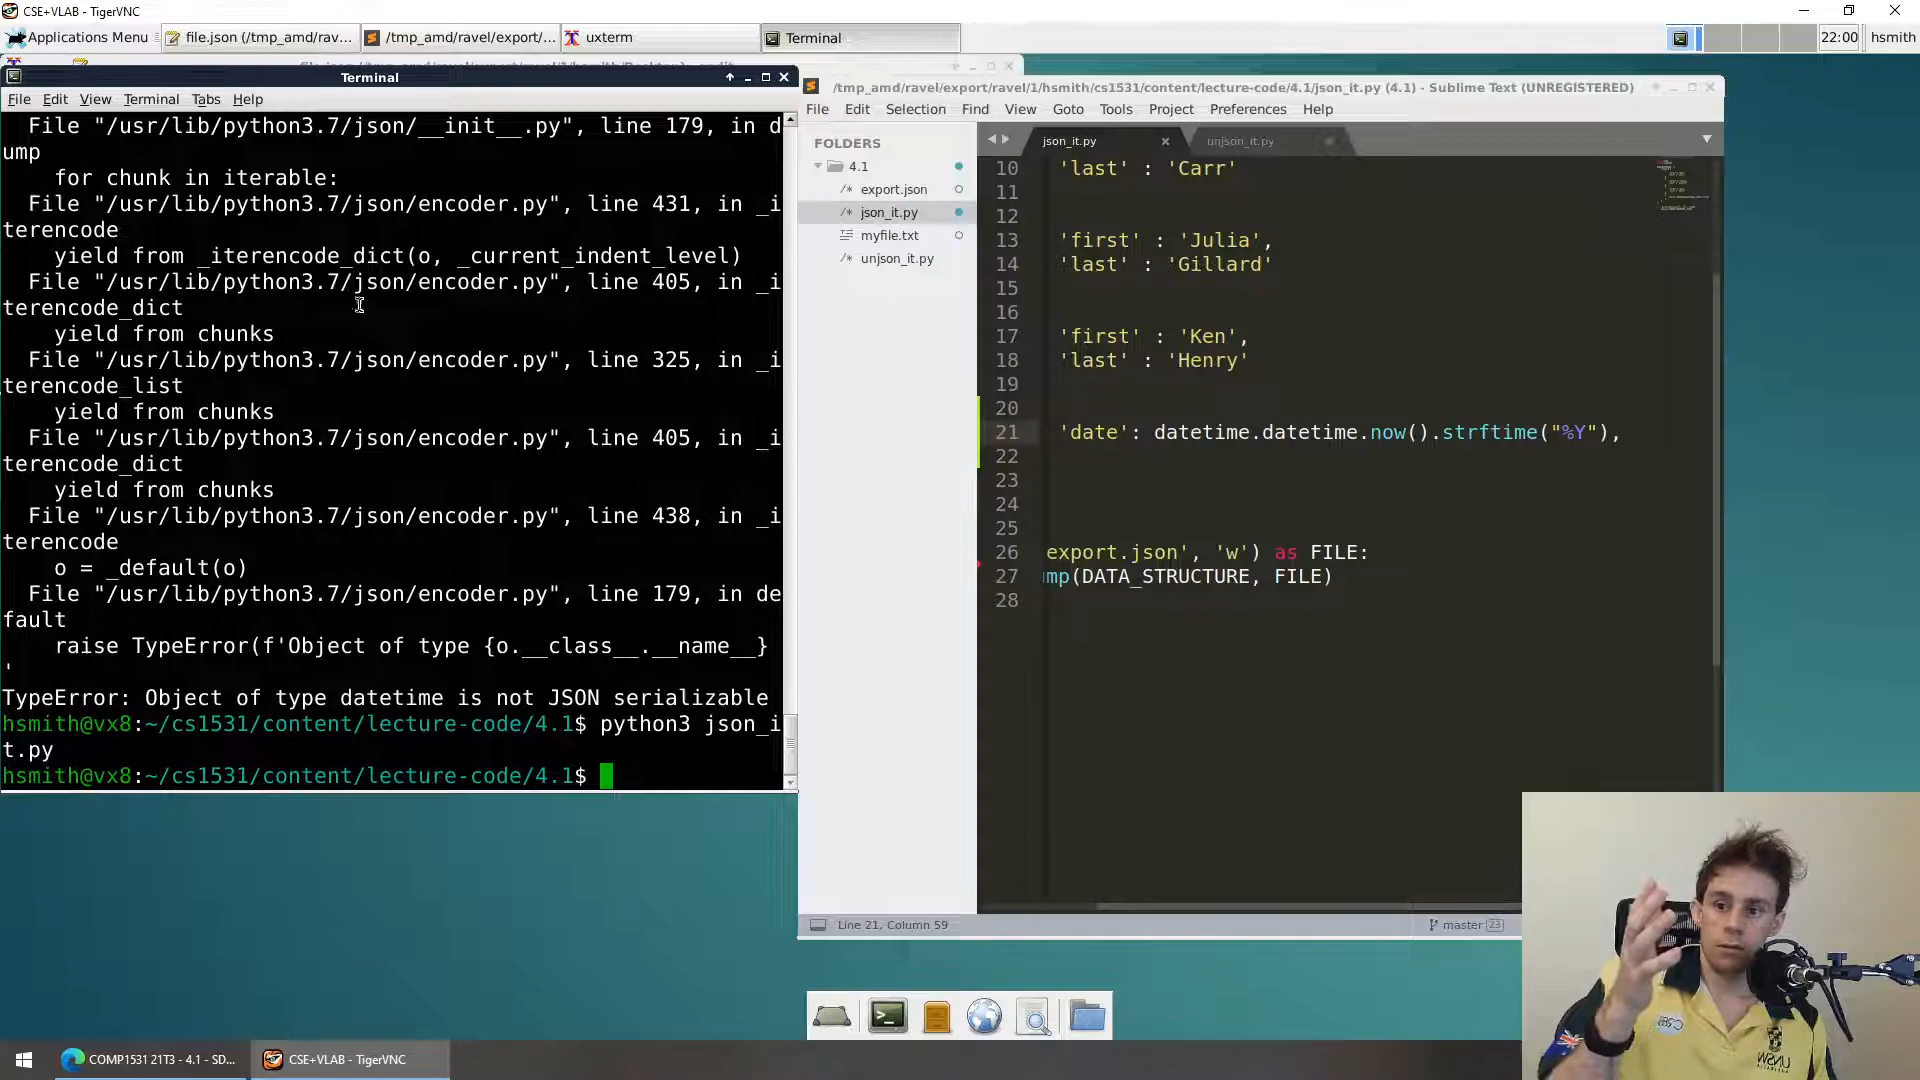 CSE+VLAB - TigerVNC
Applications Menu
file.json (/tmp_amd/rav...
/tmp_amd/ravel/export/...
uxterm
Terminal
22:00
hsmith
Terminal
File Edit View Terminal Tabs Help
File "/usr/lib/python3.7/json/__init__.py", line 179, in d
ump
for chunk in iterable:
File "/usr/lib/python3.7/json/encoder.py", line 431, in _i
terencode
yield from _iterencode_dict(o, _current_indent_level)
File "/usr/lib/python3.7/json/encoder.py", line 405, in _i
terencode_dict
yield from chunks
File "/usr/lib/python3.7/json/encoder.py", line 325, in _i
terencode_list
yield from chunks
File "/usr/lib/python3.7/json/encoder.py", line 405, in _i
terencode_dict
yield from chunks
File "/usr/lib/python3.7/json/encoder.py", line 438, in _i
terencode
o = _default(o)
File "/usr/lib/python3.7/json/encoder.py", line 179, in de
fault
raise TypeError(f'Object of type {o.__class__.__name__}
'
TypeError: Object of type datetime is not JSON serializable
hsmith@vx8:~/cs1531/content/lecture-code/4.1$ python3 json_i
t.py
hsmith@vx8:~/cs1531/content/lecture-code/4.1$
/tmp_amd/ravel/export/ravel/1/hsmith/cs1531/content/lecture-code/4.1/json_it.py (4.1) - Sublime Text (UNREGISTERED)
File Edit Selection Find View Goto Tools Project Preferences Help
FOLDERS
4.1
export.json
json_it.py
myfile.txt
unjson_it.py
json_it.py
unjson_it.py
10 'last' : 'Carr'
11
12
13 'first' : 'Julia',
14 'last' : 'Gillard'
15
16
17 'first' : 'Ken',
18 'last' : 'Henry'
19
20
21 'date': datetime.datetime.now().strftime("%Y"),
22
23
24
25
26 export.json', 'w') as FILE:
27 mp(DATA_STRUCTURE, FILE)
28
Line 21, Column 59
master 23
COMP1531 21T3 - 4.1 - SD...
CSE+VLAB - TigerVNC